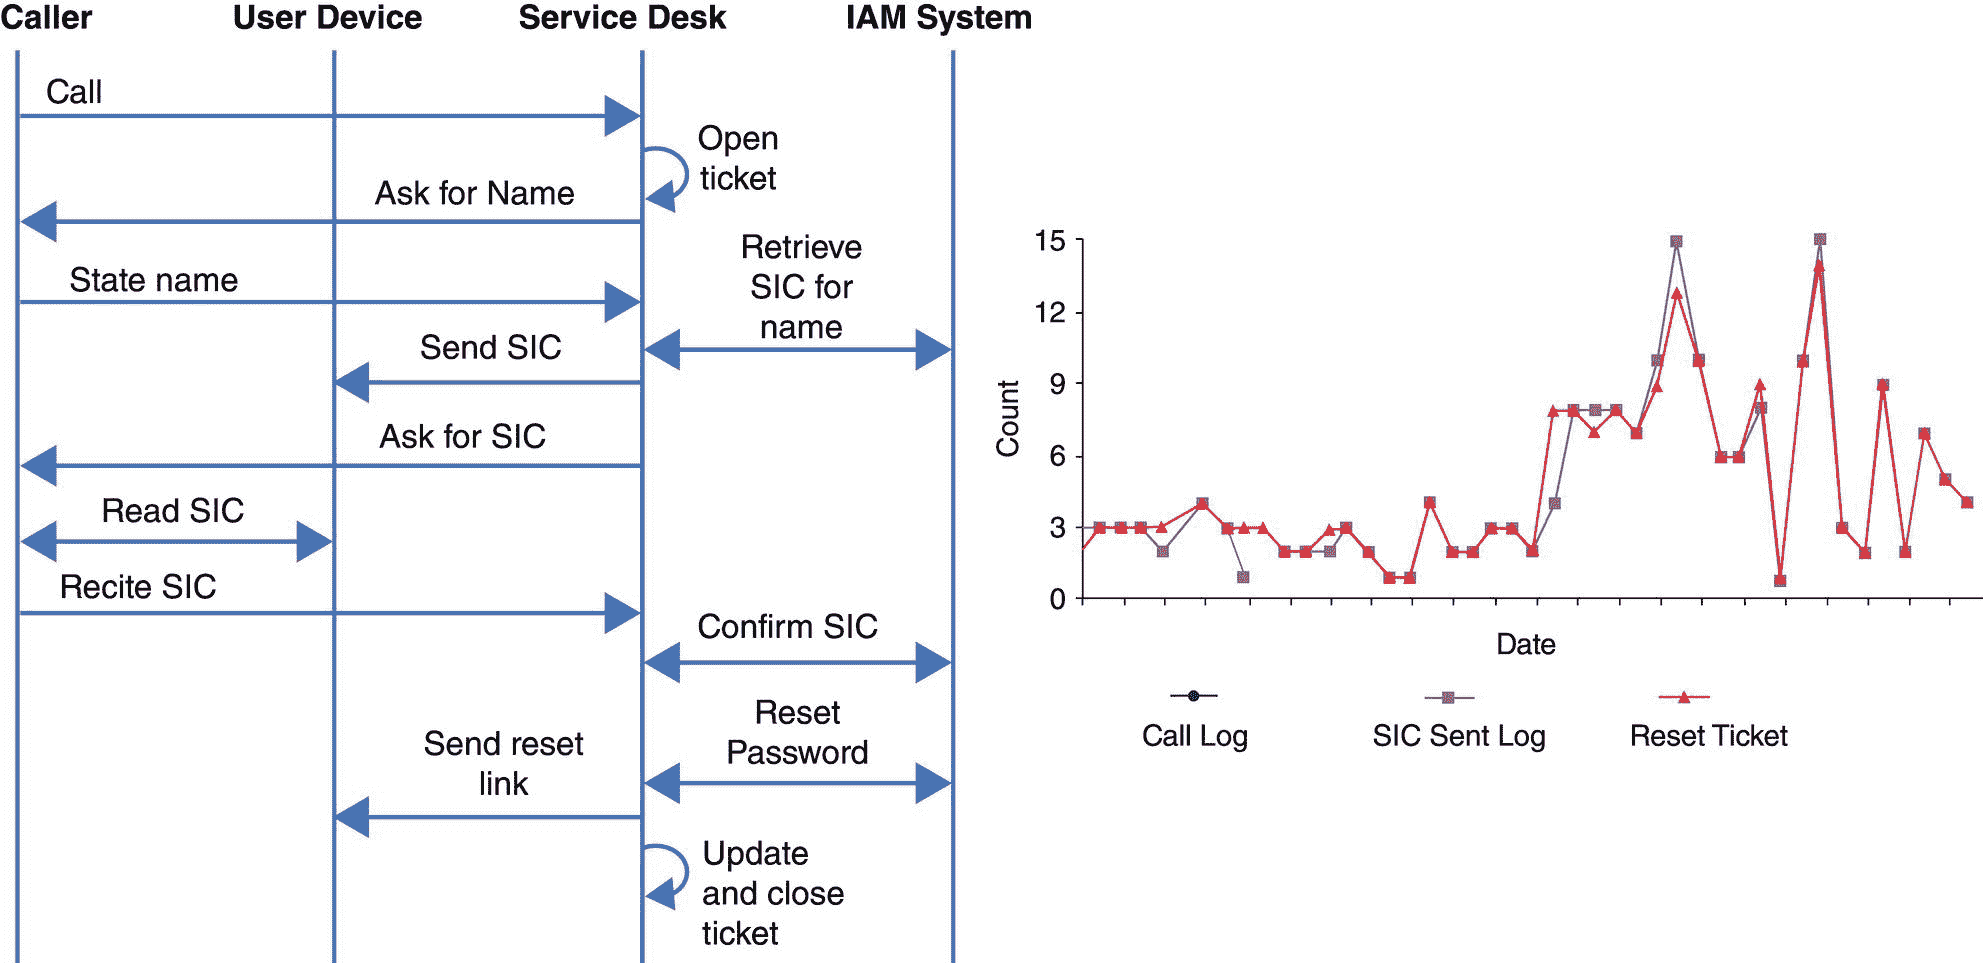 Caller
User Device
Service Desk
IAM System
Call
Open
ticket
Ask for Name
State name
Retrieve
SIC for
name
Send SIC
Ask for SIC
Read SIC
Recite SIC
Confirm SIC
Reset
Password
Send reset
link
Update
and close
ticket
15
12
9
6
3
0
Count
Date
Call Log
SIC Sent Log
Reset Ticket